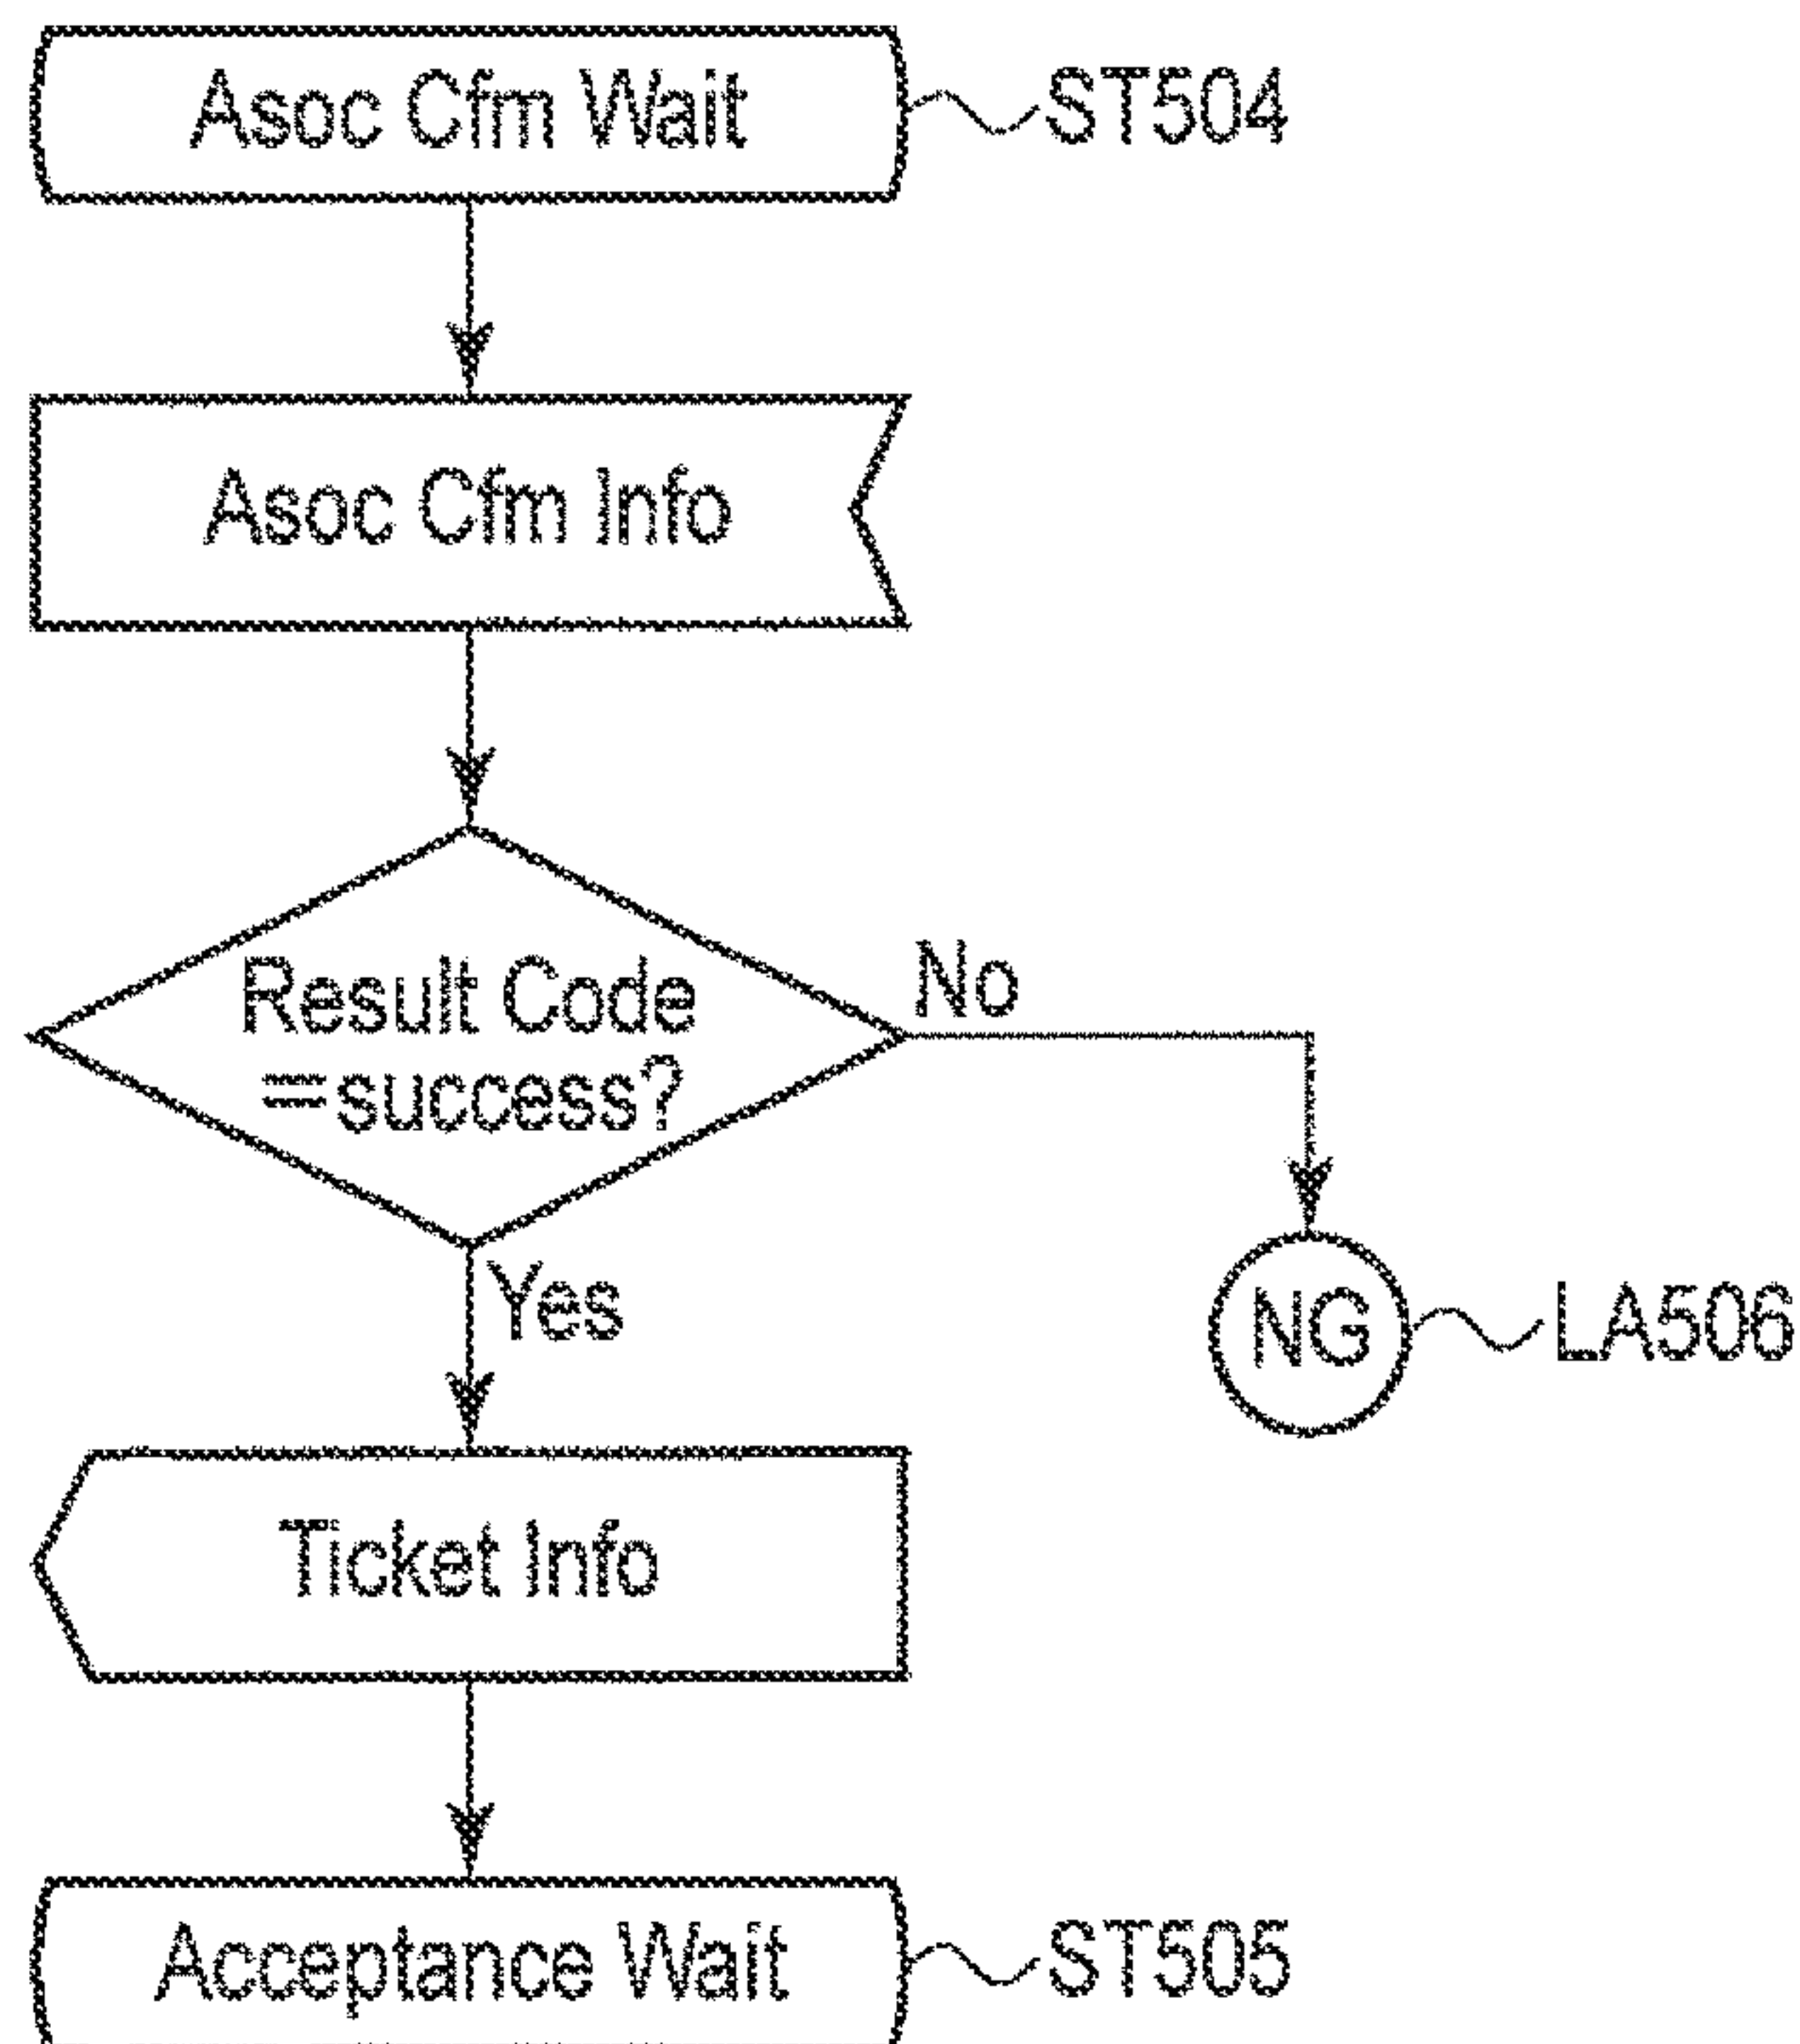 Asoc Cfm Wait
ST504
Asoc Cfm Info
Result Code
=success?
No
Yes
NG
LA506
Ticket Info
Acceptance Wait
ST505